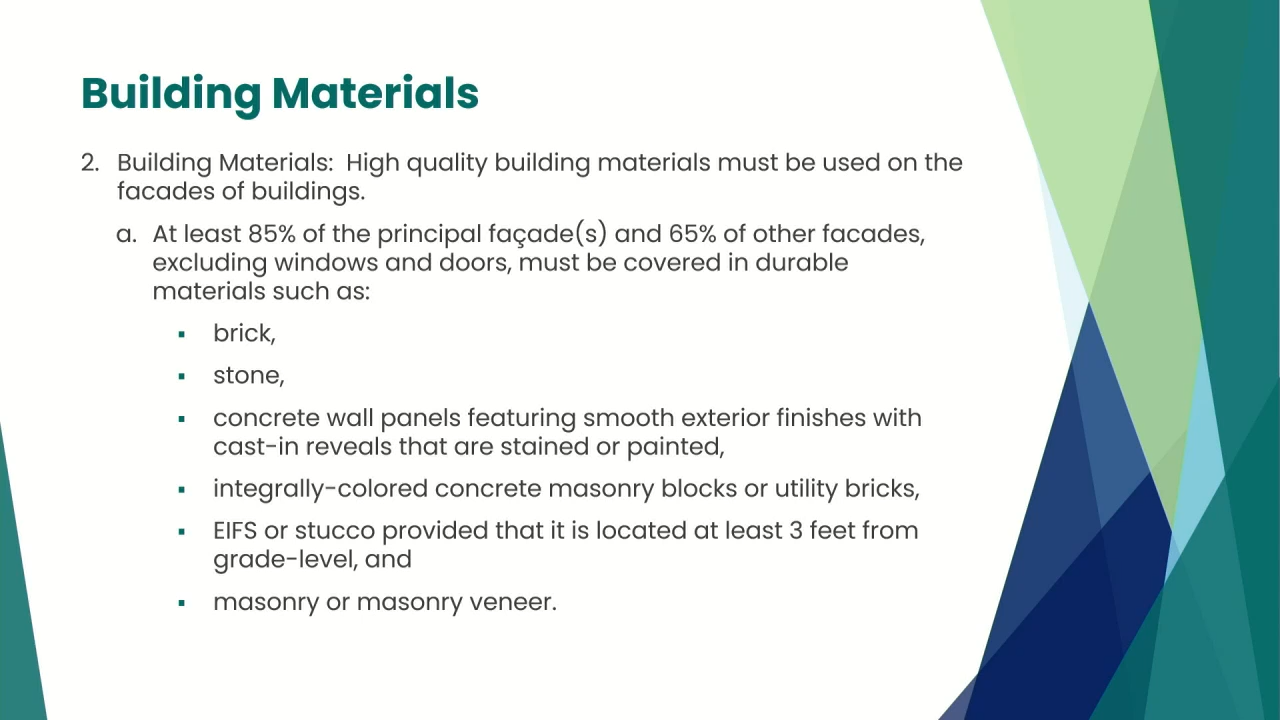 Building Materials
2. Building Materials:  High quality building materials must be used on the
facades of buildings.
a. At least 85% of the principal façade(s) and 65% of other facades,
excluding windows and doors, must be covered in durable
materials such as:
▪ brick,
▪ stone,
▪ concrete wall panels featuring smooth exterior finishes with
cast-in reveals that are stained or painted,
▪ integrally-colored concrete masonry blocks or utility bricks,
▪ EIFS or stucco provided that it is located at least 3 feet from
grade-level, and
▪ masonry or masonry veneer.